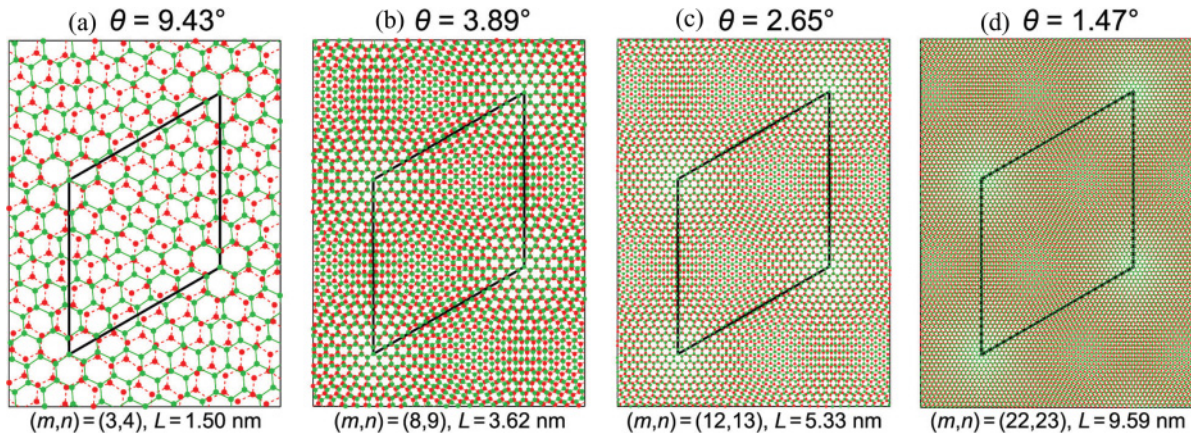 (a) θ = 9.43°
(b) θ = 3.89°
(c) θ = 2.65°
(d) θ = 1.47°
(m,n) = (3,4), L = 1.50 nm
(m,n) = (8,9), L = 3.62 nm
(m,n) = (12,13), L = 5.33 nm
(m,n) = (22,23), L = 9.59 nm